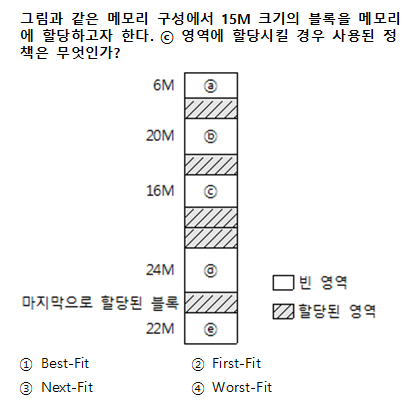 그림과 같은 메모리 구성에서 15M 크기의 블록을 메모리
에 할당하고자 한다. ⓒ 영역에 할당시킬 경우 사용된 정
책은 무엇인가?
6M ⓐ
20M ⓑ
16M ⓒ
24M ⓓ
빈 영역
마지막으로 할당된 블록
할당된 영역
22M ⓔ
① Best-Fit ② First-Fit
③ Next-Fit ④ Worst-Fit